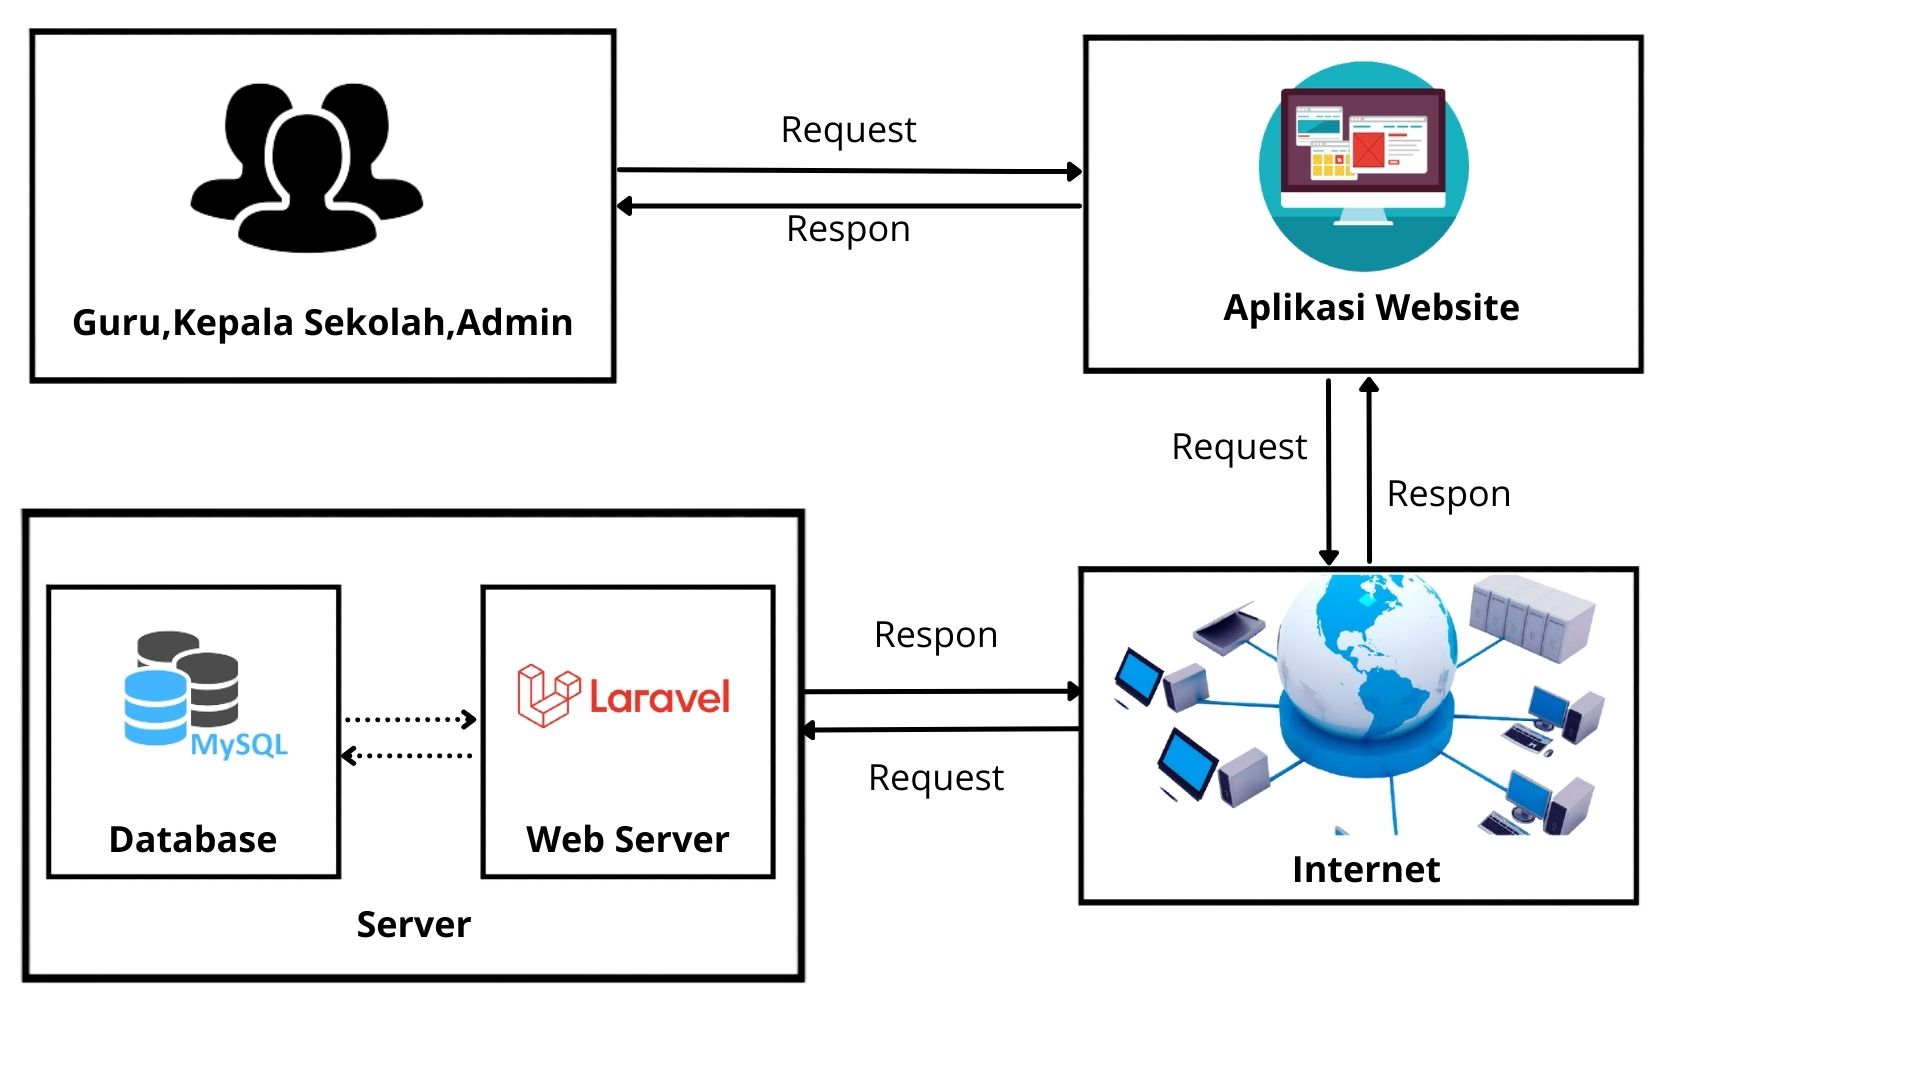 Guru,Kepala Sekolah,Admin
Request
Respon
Aplikasi Website
Request
Respon
MySQL
Database
Laravel
Web Server
Server
Respon
Request
Internet